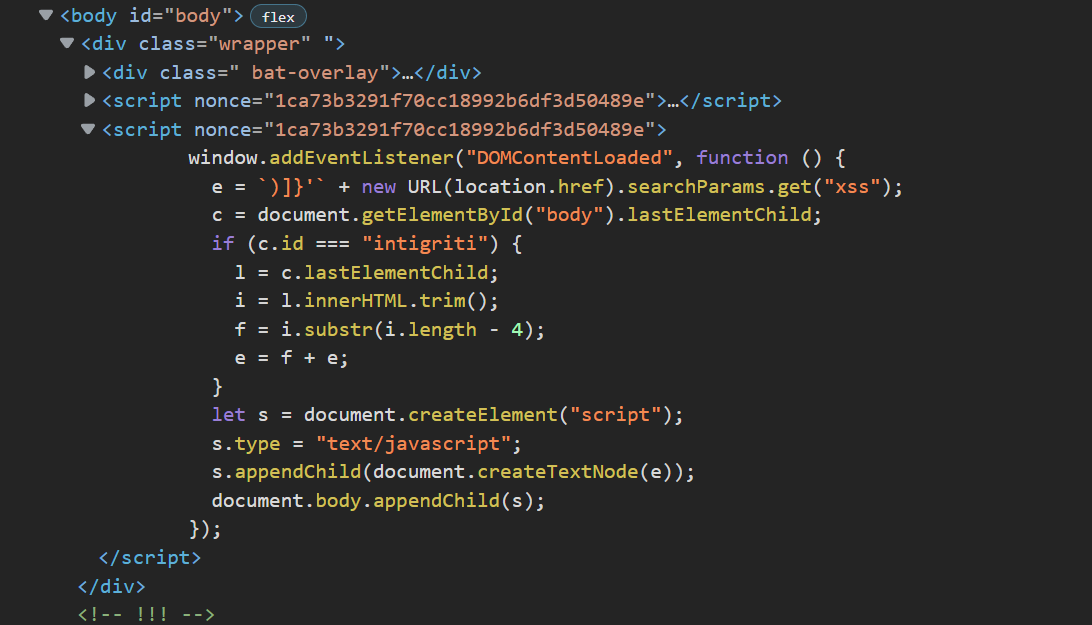 <body id="body"> flex
<div class="wrapper" ">
<div class=" bat-overlay">…</div>
<script nonce="1ca73b3291f70cc18992b6df3d50489e">…</script>
<script nonce="1ca73b3291f70cc18992b6df3d50489e">
window.addEventListener("DOMContentLoaded", function () {
e = `)]}'` + new URL(location.href).searchParams.get("xss");
c = document.getElementById("body").lastElementChild;
if (c.id === "intigriti") {
l = c.lastElementChild;
i = l.innerHTML.trim();
f = i.substr(i.length - 4);
e = f + e;
}
let s = document.createElement("script");
s.type = "text/javascript";
s.appendChild(document.createTextNode(e));
document.body.appendChild(s);
});
</script>
</div>
<!-- !!! -->